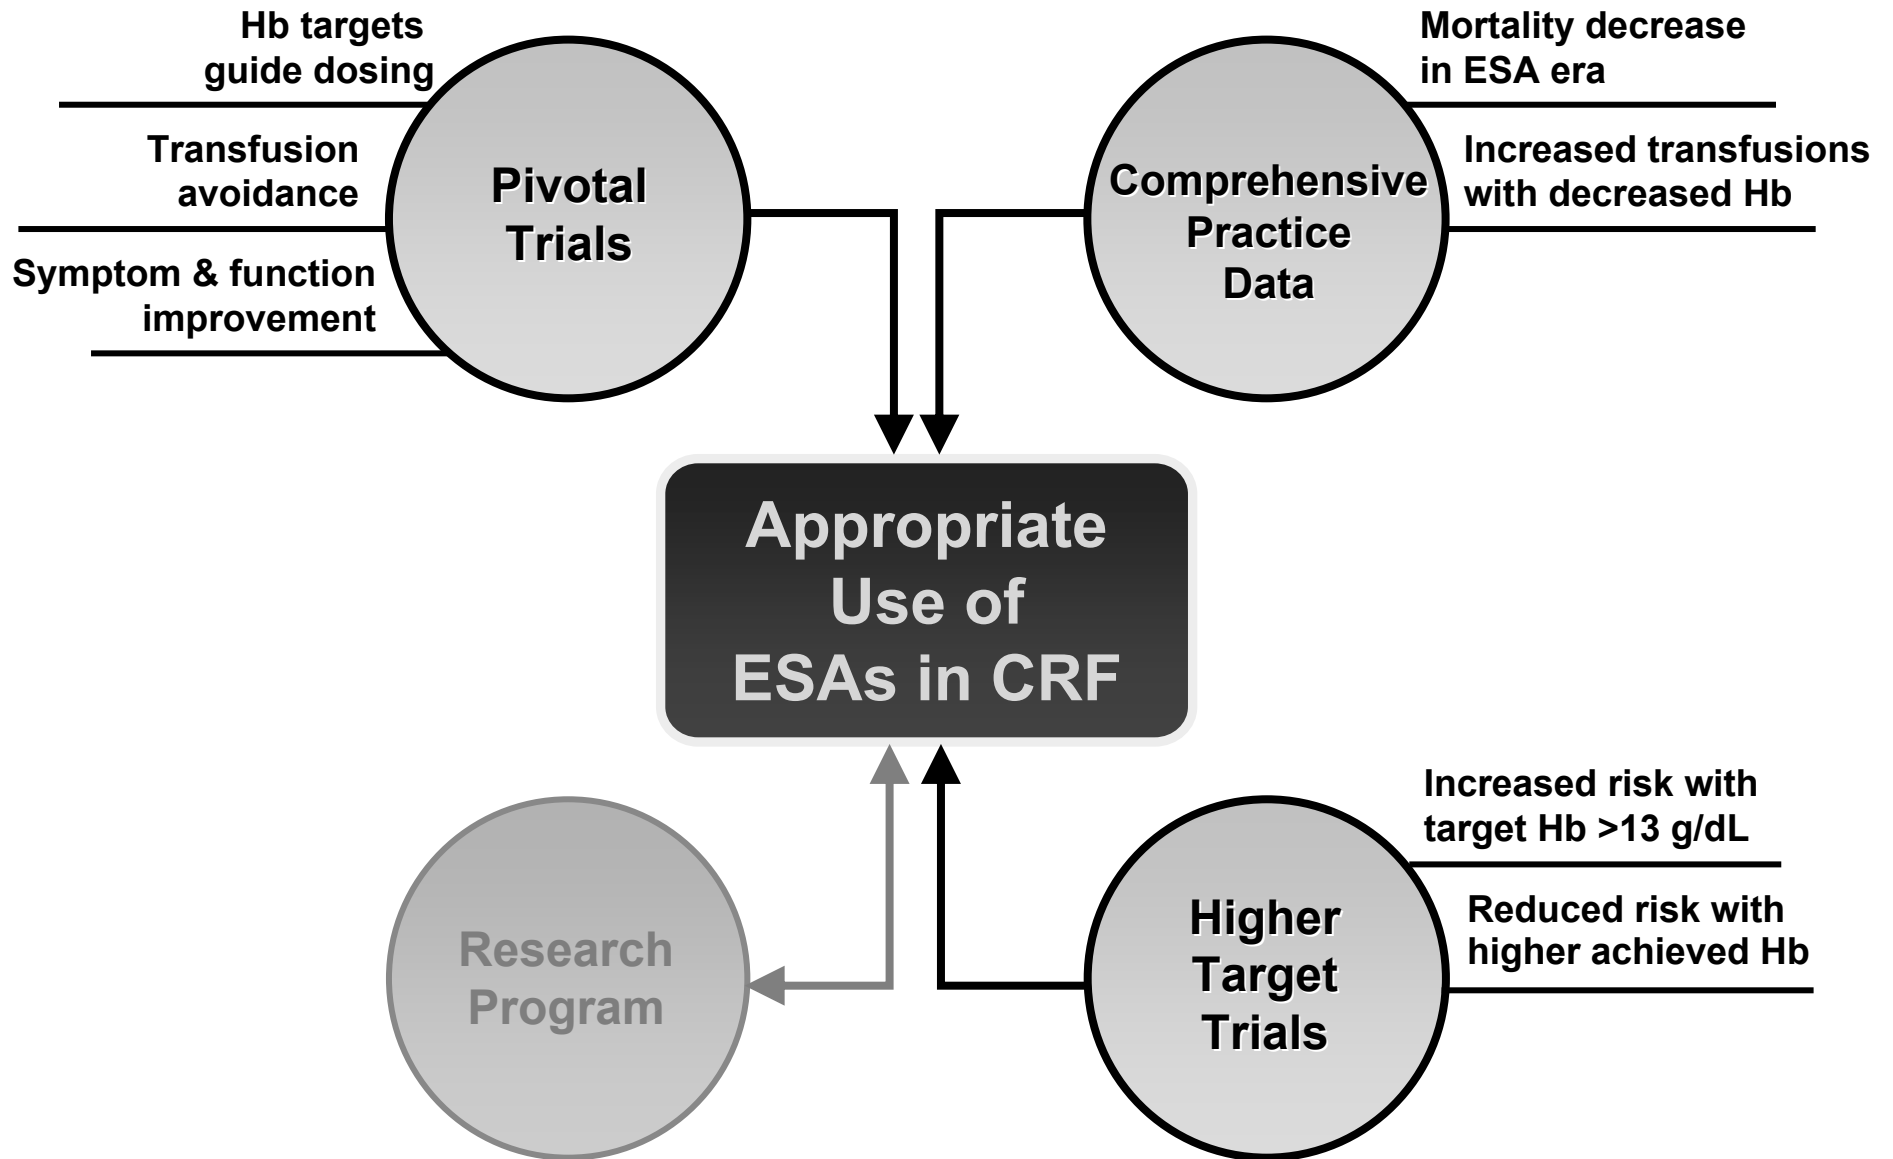 Hb targets
guide dosing
Transfusion
avoidance
Symptom & function
improvement
Pivotal
Trials
Mortality decrease
in ESA era
Increased transfusions
with decreased Hb
Comprehensive
Practice
Data
Appropriate
Use of
ESAs in CRF
Research
Program
Higher
Target
Trials
Increased risk with
target Hb >13 g/dL
Reduced risk with
higher achieved Hb